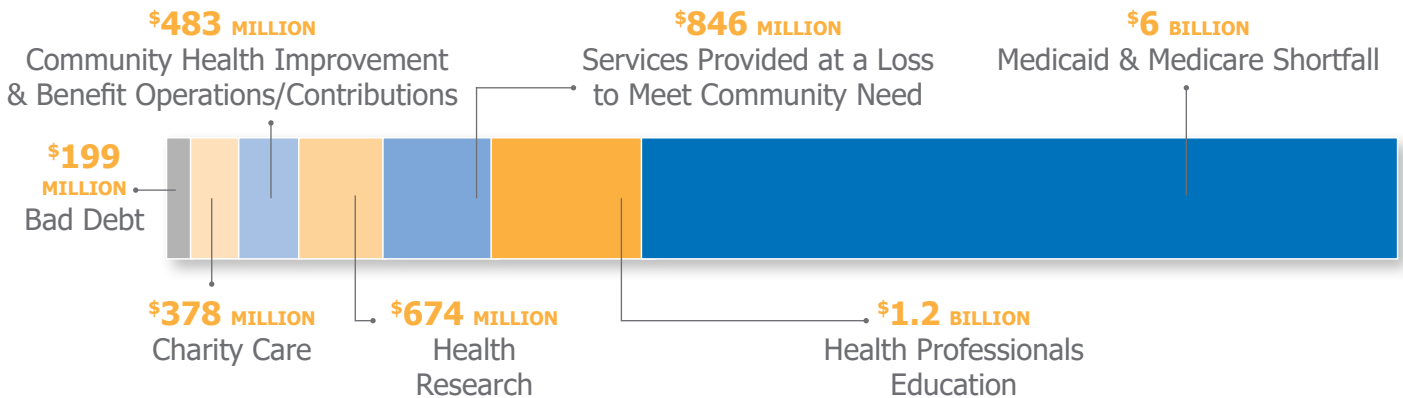 $483 MILLION
Community Health Improvement
& Benefit Operations/Contributions
$846 MILLION
Services Provided at a Loss
to Meet Community Need
$6 BILLION
Medicaid & Medicare Shortfall
$199
MILLION
Bad Debt
$378 MILLION
Charity Care
$674 MILLION
Health
Research
$1.2 BILLION
Health Professionals
Education